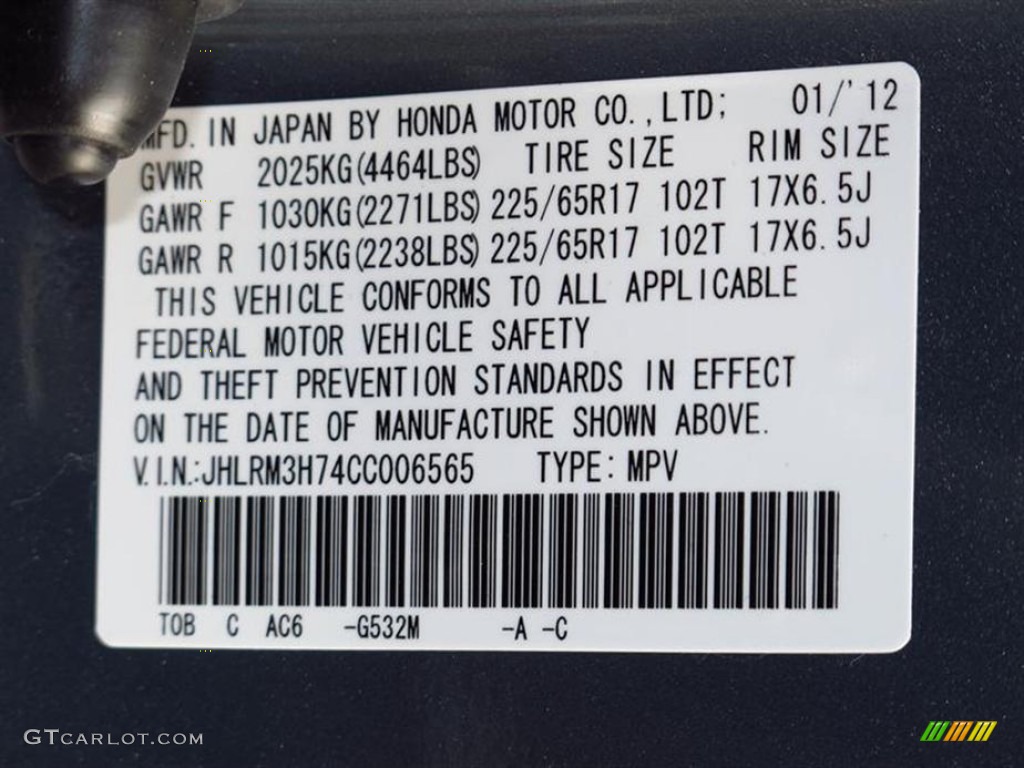 MFD. IN JAPAN BY HONDA MOTOR CO.,LTD; 01/'12
GVWR 2025KG(4464LBS) TIRE SIZE RIM SIZE
GAWR F 1030KG(2271LBS) 225/65R17 102T 17X6.5J
GAWR R 1015KG(2238LBS) 225/65R17 102T 17X6.5J
THIS VEHICLE CONFORMS TO ALL APPLICABLE
FEDERAL MOTOR VEHICLE SAFETY
AND THEFT PREVENTION STANDARDS IN EFFECT
ON THE DATE OF MANUFACTURE SHOWN ABOVE.
V.I.N.:JHLRM3H74CC006565 TYPE: MPV
TOB C AC6 -G532M -A -C
GTCARLOT.COM